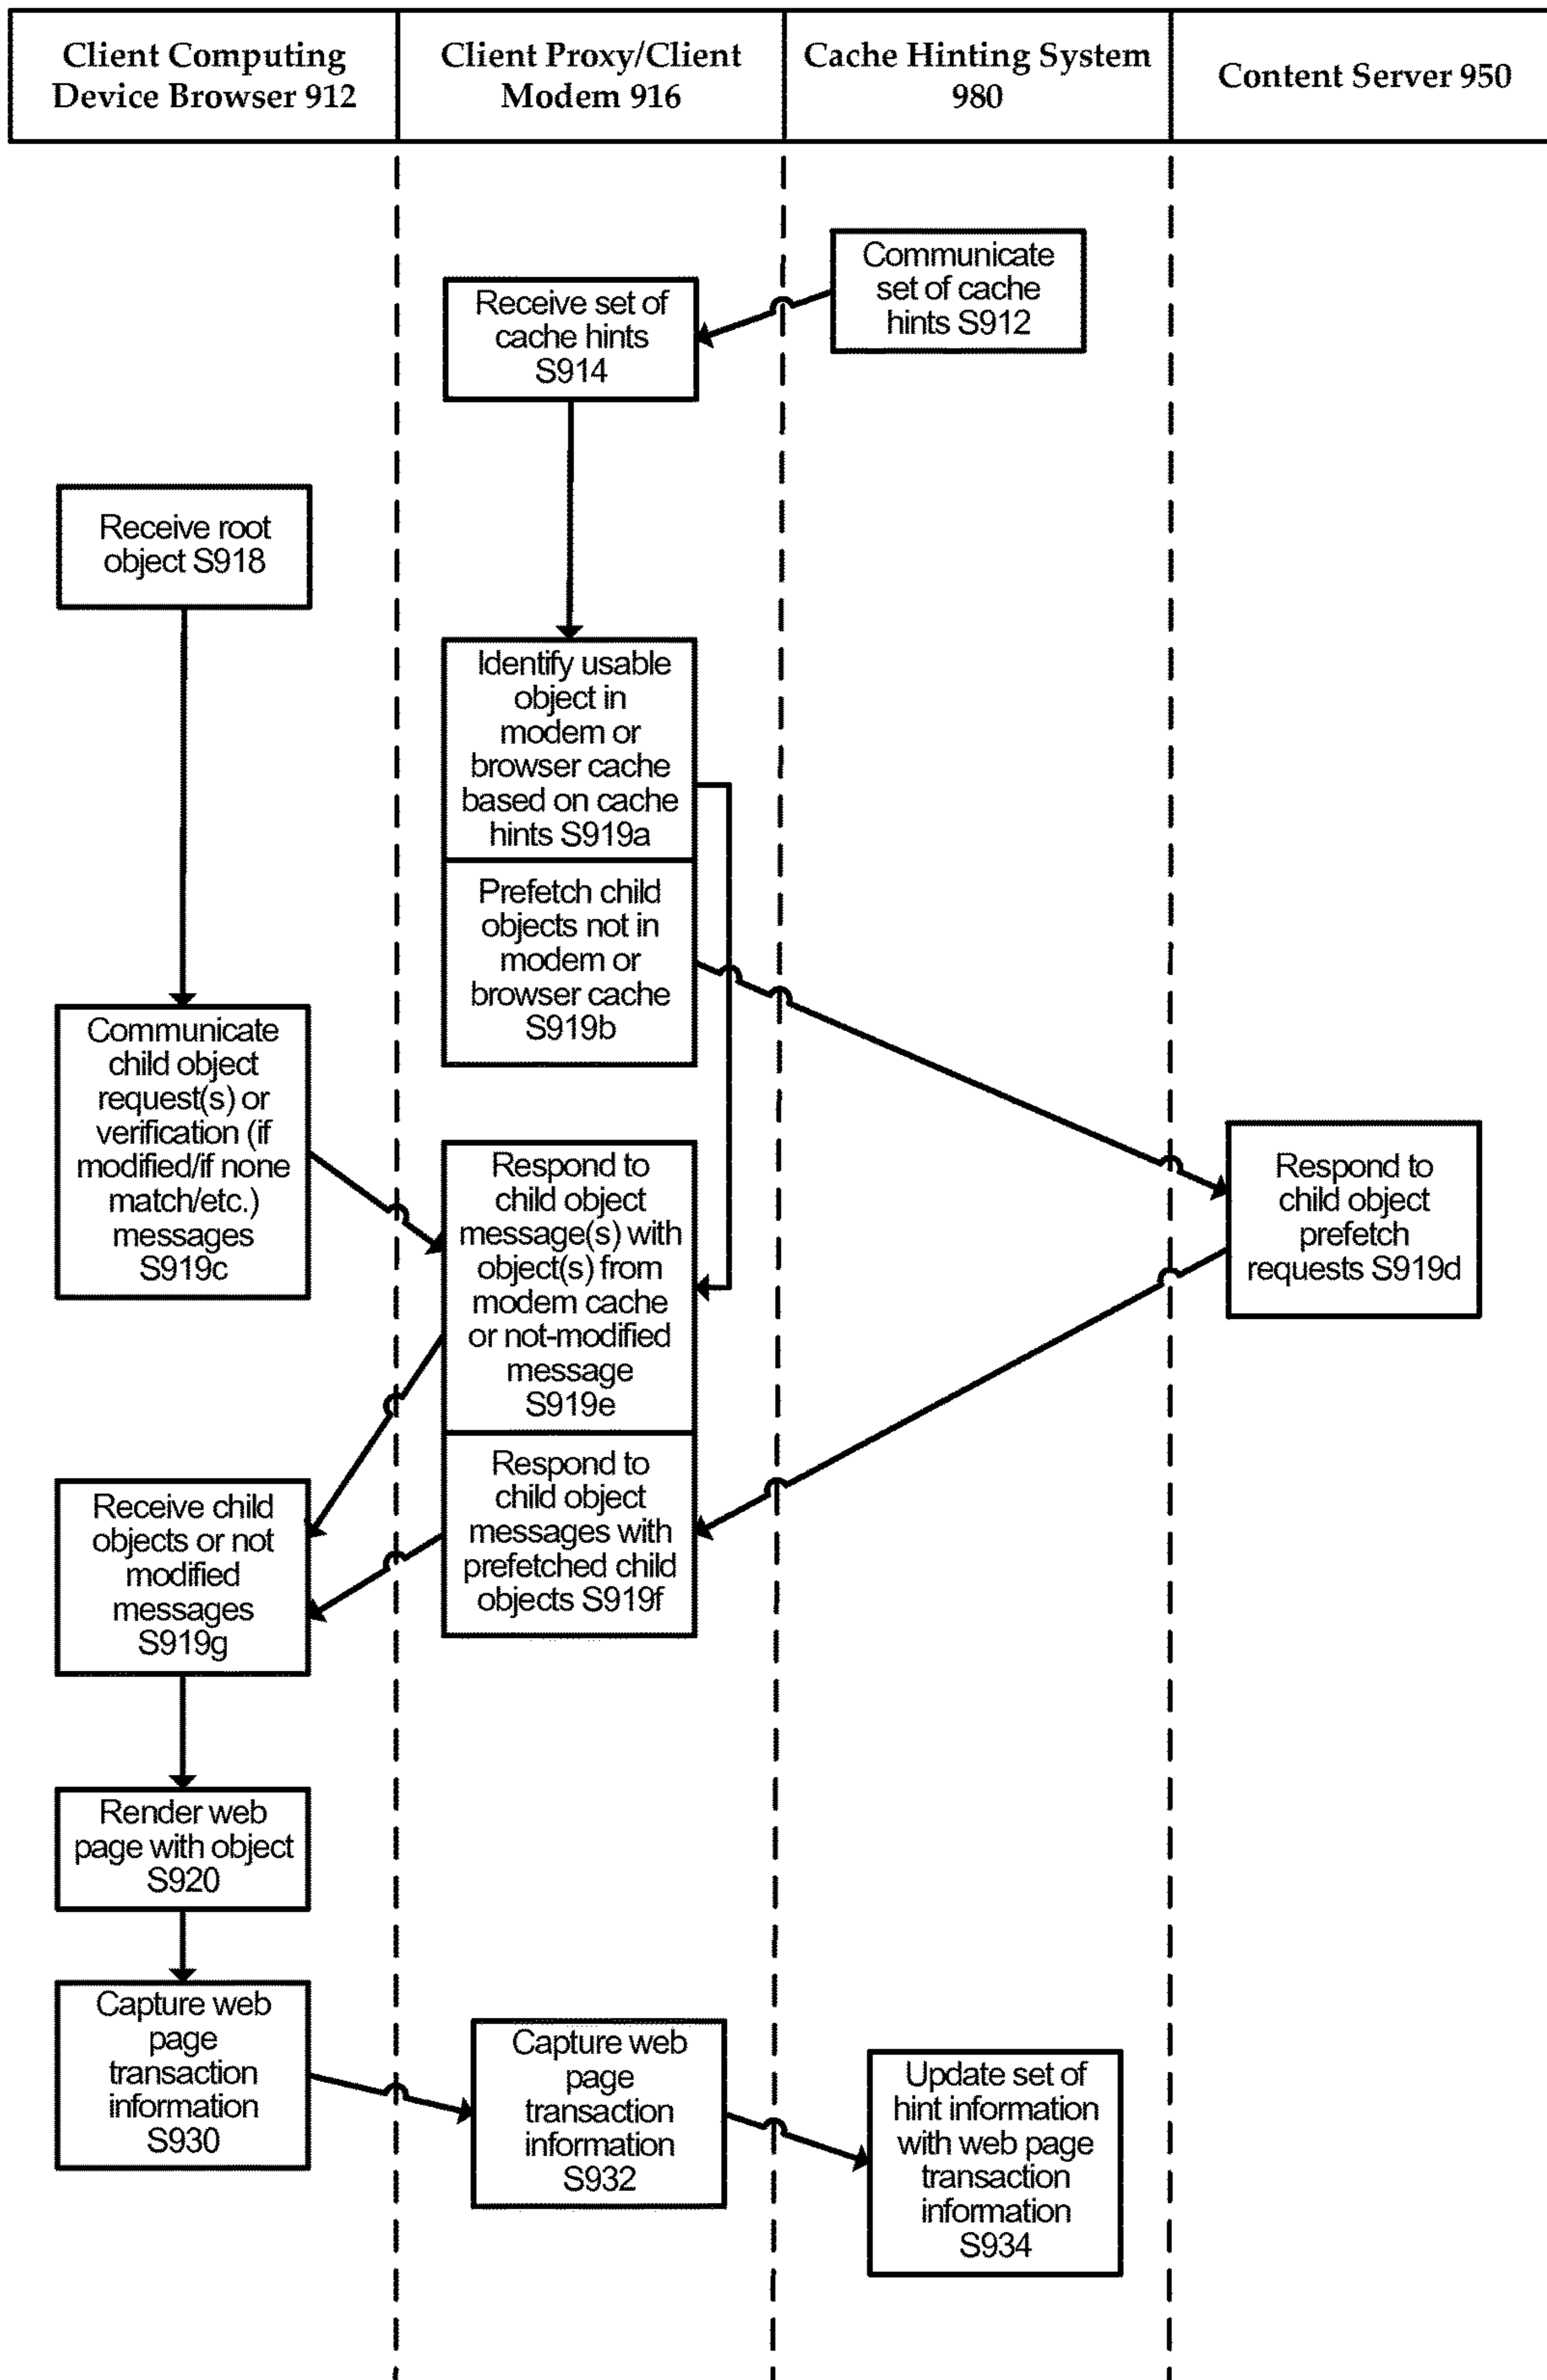 Client Computing
Device Browser 912
Client Proxy/Client
Modem 916
Cache Hinting System
980
Content Server 950
Communicate
set of cache
hints S912
Receive set of
cache hints
S914
Receive root
object S918
Identify usable
object in
modem or
browser cache
based on cache
hints S919a
Prefetch child
objects not in
modem or
browser cache
S919b
Communicate
child object
request(s) or
verification (if
modified/if none
match/etc.)
messages
S919c
Respond to
child object
prefetch
requests S919d
Respond to
child object
message(s) with
object(s) from
modem cache
or not-modified
message
S919e
Respond to
child object
messages with
prefetched child
objects S919f
Receive child
objects or not
modified
messages
S919g
Render web
page with object
S920
Capture web
page
transaction
information
S930
Capture web
page
transaction
information
S932
Update set of
hint information
with web page
transaction
information
S934